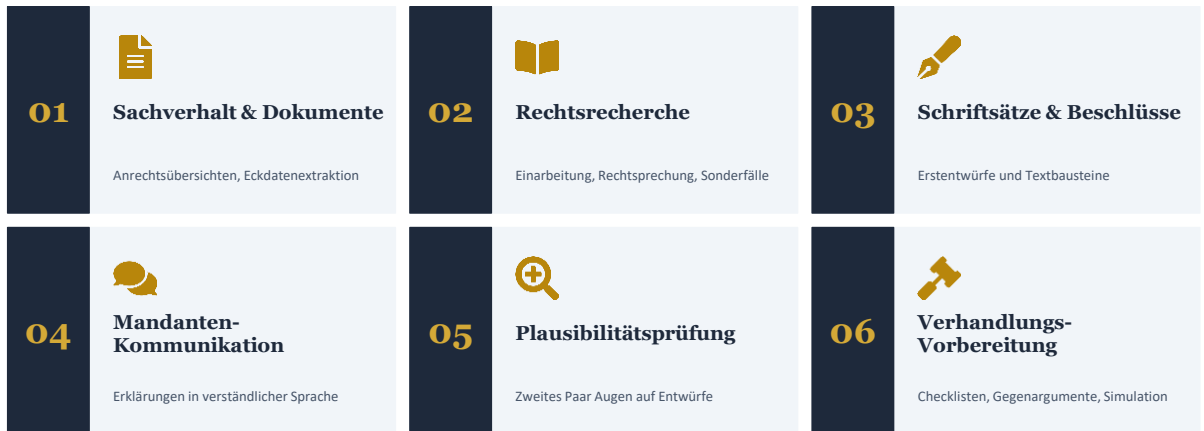 01
Sachverhalt & Dokumente
Anrechtsübersichten, Eckdatenextraktion
02
Rechtsrecherche
Einarbeitung, Rechtsprechung, Sonderfälle
03
Schriftsätze & Beschlüsse
Erstentwürfe und Textbausteine
04
Mandanten-
Kommunikation
Erklärungen in verständlicher Sprache
05
Plausibilitätsprüfung
Zweites Paar Augen auf Entwürfe
06
Verhandlungs-
Vorbereitung
Checklisten, Gegenargumente, Simulation